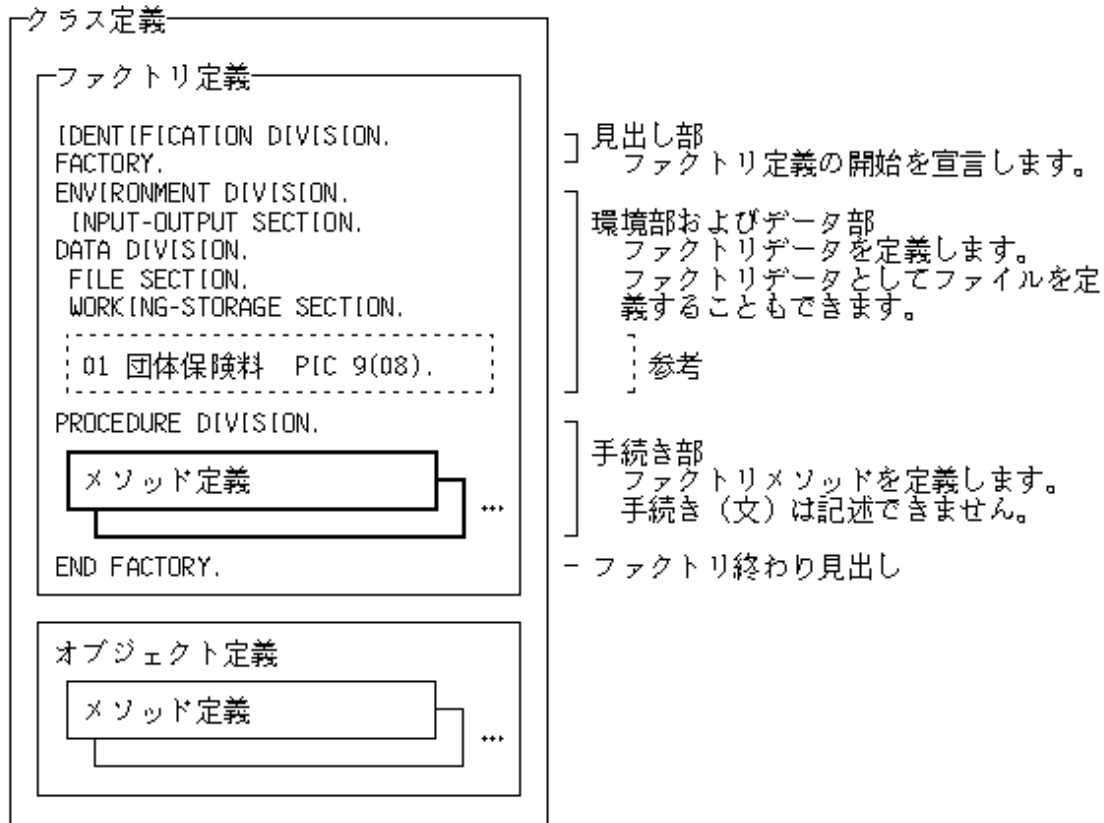 クラス定義
ファクトリ定義
IDENTIFICATION DIVISION.
FACTORY.
見出し部
ファクトリ定義の開始を宣言します。
ENVIRONMENT DIVISION.
INPUT-OUTPUT SECTION.
DATA DIVISION.
FILE SECTION.
WORKING-STORAGE SECTION.
環境部およびデータ部
ファクトリデータを定義します。
ファクトリデータとしてファイルを定
義することもできます。
01 団体保険料 PIC 9(08).
参考
PROCEDURE DIVISION.
メソッド定義
...
手続き部
ファクトリメソッドを定義します。
手続き（文）は記述できません。
END FACTORY.
ファクトリ終わり見出し
オブジェクト定義
メソッド定義
...